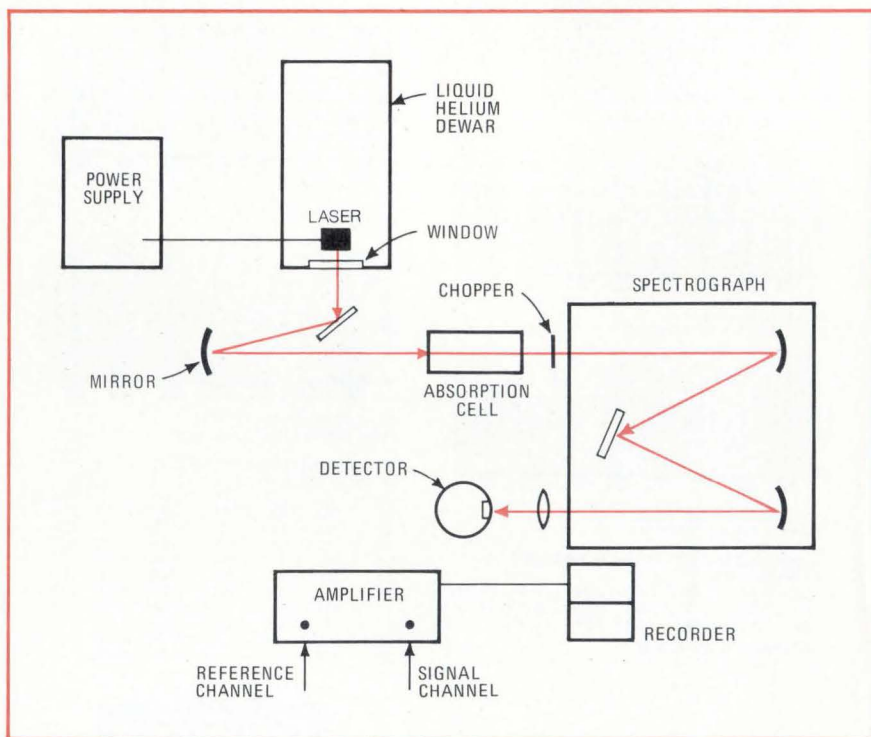 LIQUID
HELIUM
DEWAR
POWER
SUPPLY
LASER
WINDOW
CHOPPER
SPECTROGRAPH
MIRROR
ABSORPTION
CELL
DETECTOR
AMPLIFIER
RECORDER
REFERENCE
CHANNEL
SIGNAL
CHANNEL